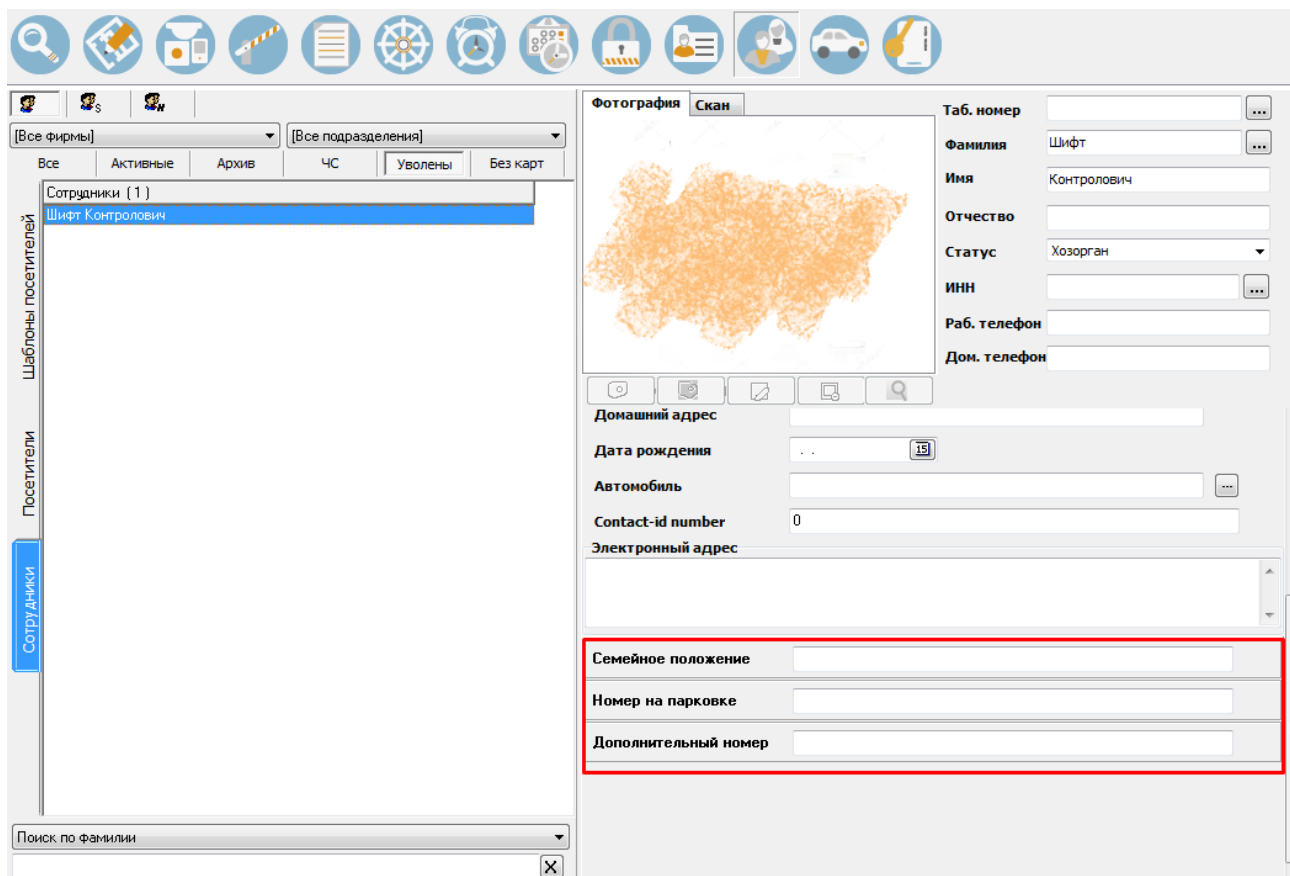 [Все фирмы]
[Все подразделения]
Все Активные Архив ЧС Уволены Без карт
Сотрудники ( 1 )
Шифт Контролович
Шаблоны посетителей
Посетители
Сотрудники
Поиск по фамилии
X
S
N
Фотография Скан
Таб. номер ...
Фамилия Шифт ...
Имя Контролович
Отчество
Статус Хозорган
ИНН ...
Раб. телефон
Дом. телефон
Домашний адрес
Дата рождения . . 15
Автомобиль ...
Contact-id number 0
Электронный адрес
Семейное положение
Номер на парковке
Дополнительный номер